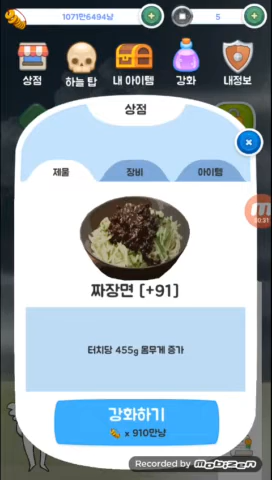 1071만6494냥
5
상점
하늘 탑
내 아이템
강화
내정보
상점
제물
장비
아이템
짜장면 [+91]
터치당 455g 몸무게 증가
강화하기
x 910만냥
Recorded by Mobizen